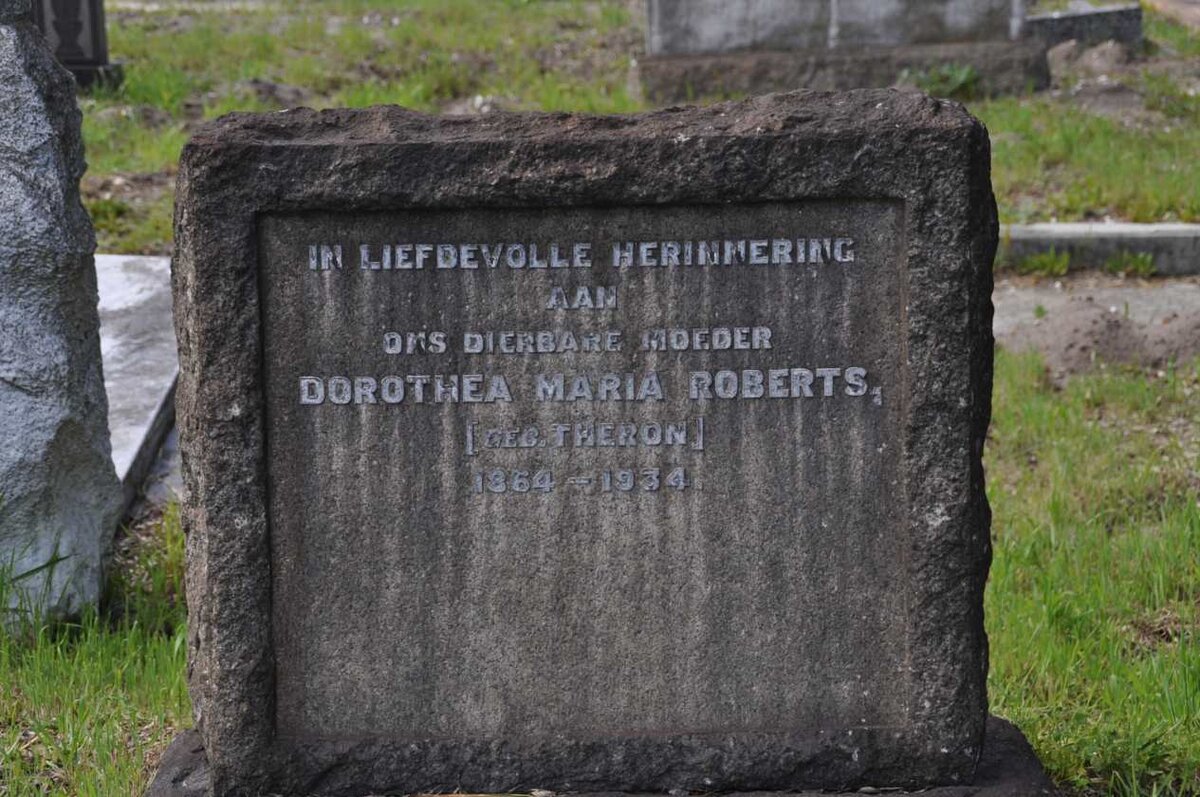 IN LIEFDEVOLLE HERINNERING
AAN
ONS DIERBARE MOEDER
DOROTHEA MARIA ROBERTS,
[GEB. THERON]
1864 - 1934.